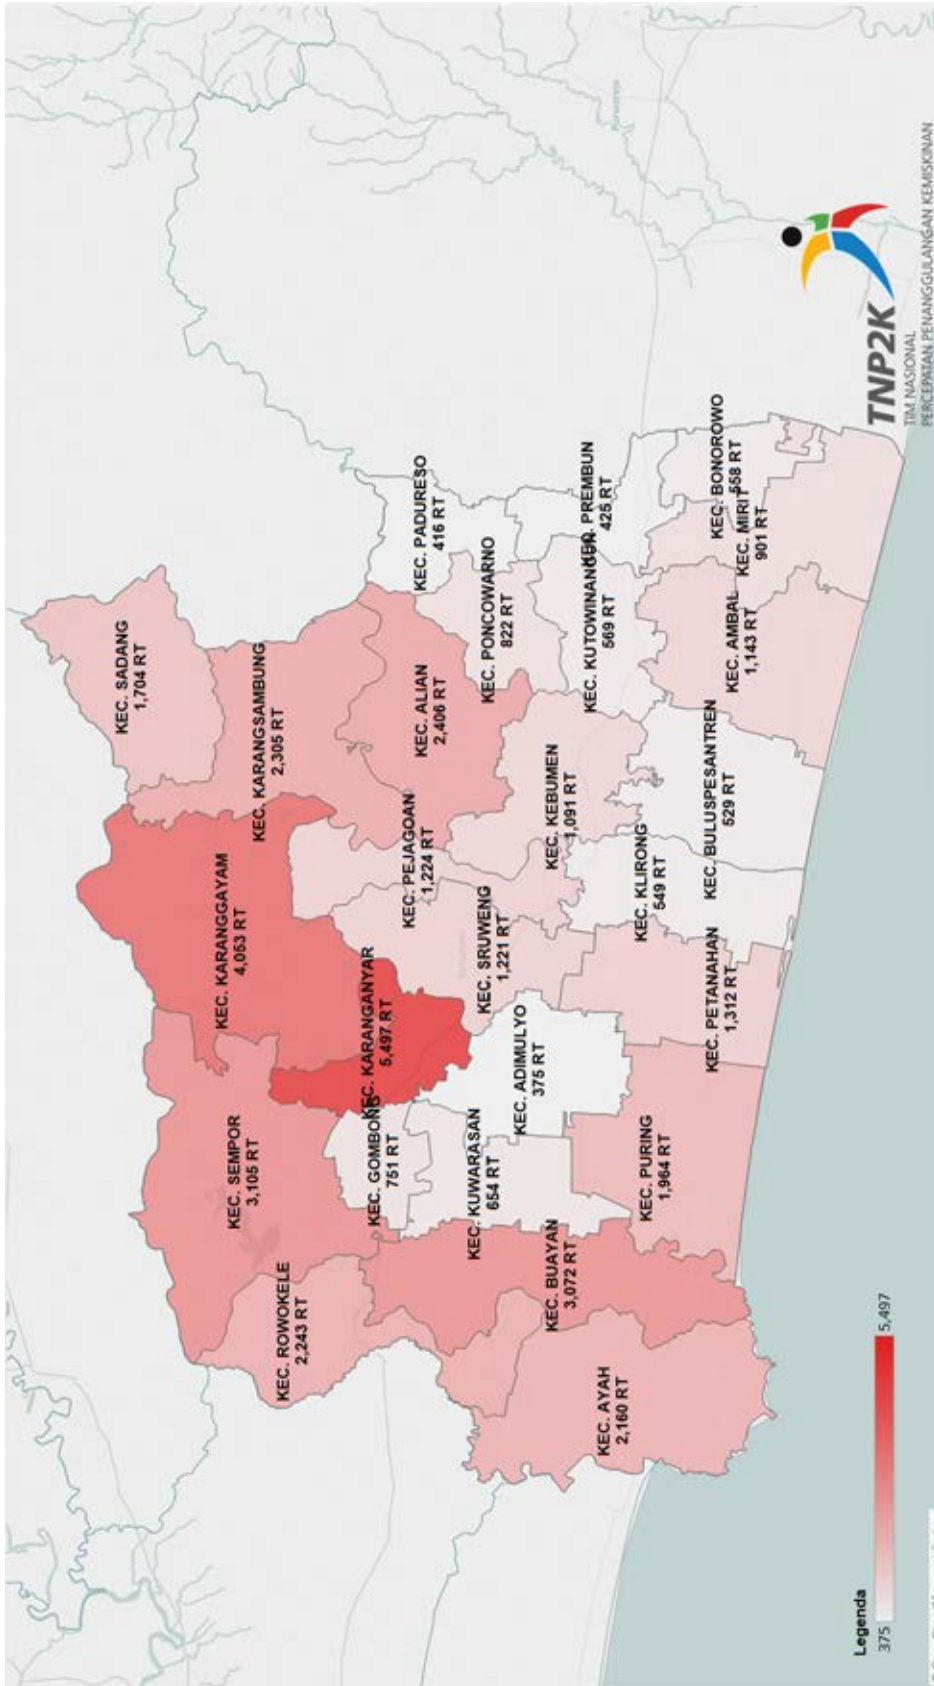 KEC. SADANG
1,704 RT
KEC. KARANGSAMBUNG
2,305 RT
KEC. KARANGGAYAM
4,053 RT
KEC. SEMPOR
3,105 RT
KEC. ROWOKELE
2,243 RT
KEC. KARANGANYAR
5,497 RT
KEC. GOMBONG
751 RT
KEC. PEJAGOAN
1,224 RT
KEC. ALIAN
2,406 RT
KEC. PADURESO
416 RT
KEC. PONCOWARNO
822 RT
KEC. SRUWENG
1,221 RT
KEC. KUWARASAN
654 RT
KEC. ADIMULYO
375 RT
KEC. BUAYAN
3,072 RT
KEC. KEBUMEN
1,091 RT
KEC. KUTOWINANGUN
569 RT
KEC. PREMBUN
425 RT
KEC. AYAH
2,160 RT
KEC. PURING
1,964 RT
KEC. KLIRONG
549 RT
KEC. PETANAHAN
1,312 RT
KEC. BULUSPESANTREN
529 RT
KEC. AMBAL
1,143 RT
KEC. MIRIT
901 RT
KEC. BONOROWO
558 RT
Legenda
375
5,497
TNP2K
TIM NASIONAL
PERCEPATAN PENANGGULANGAN KEMISKINAN